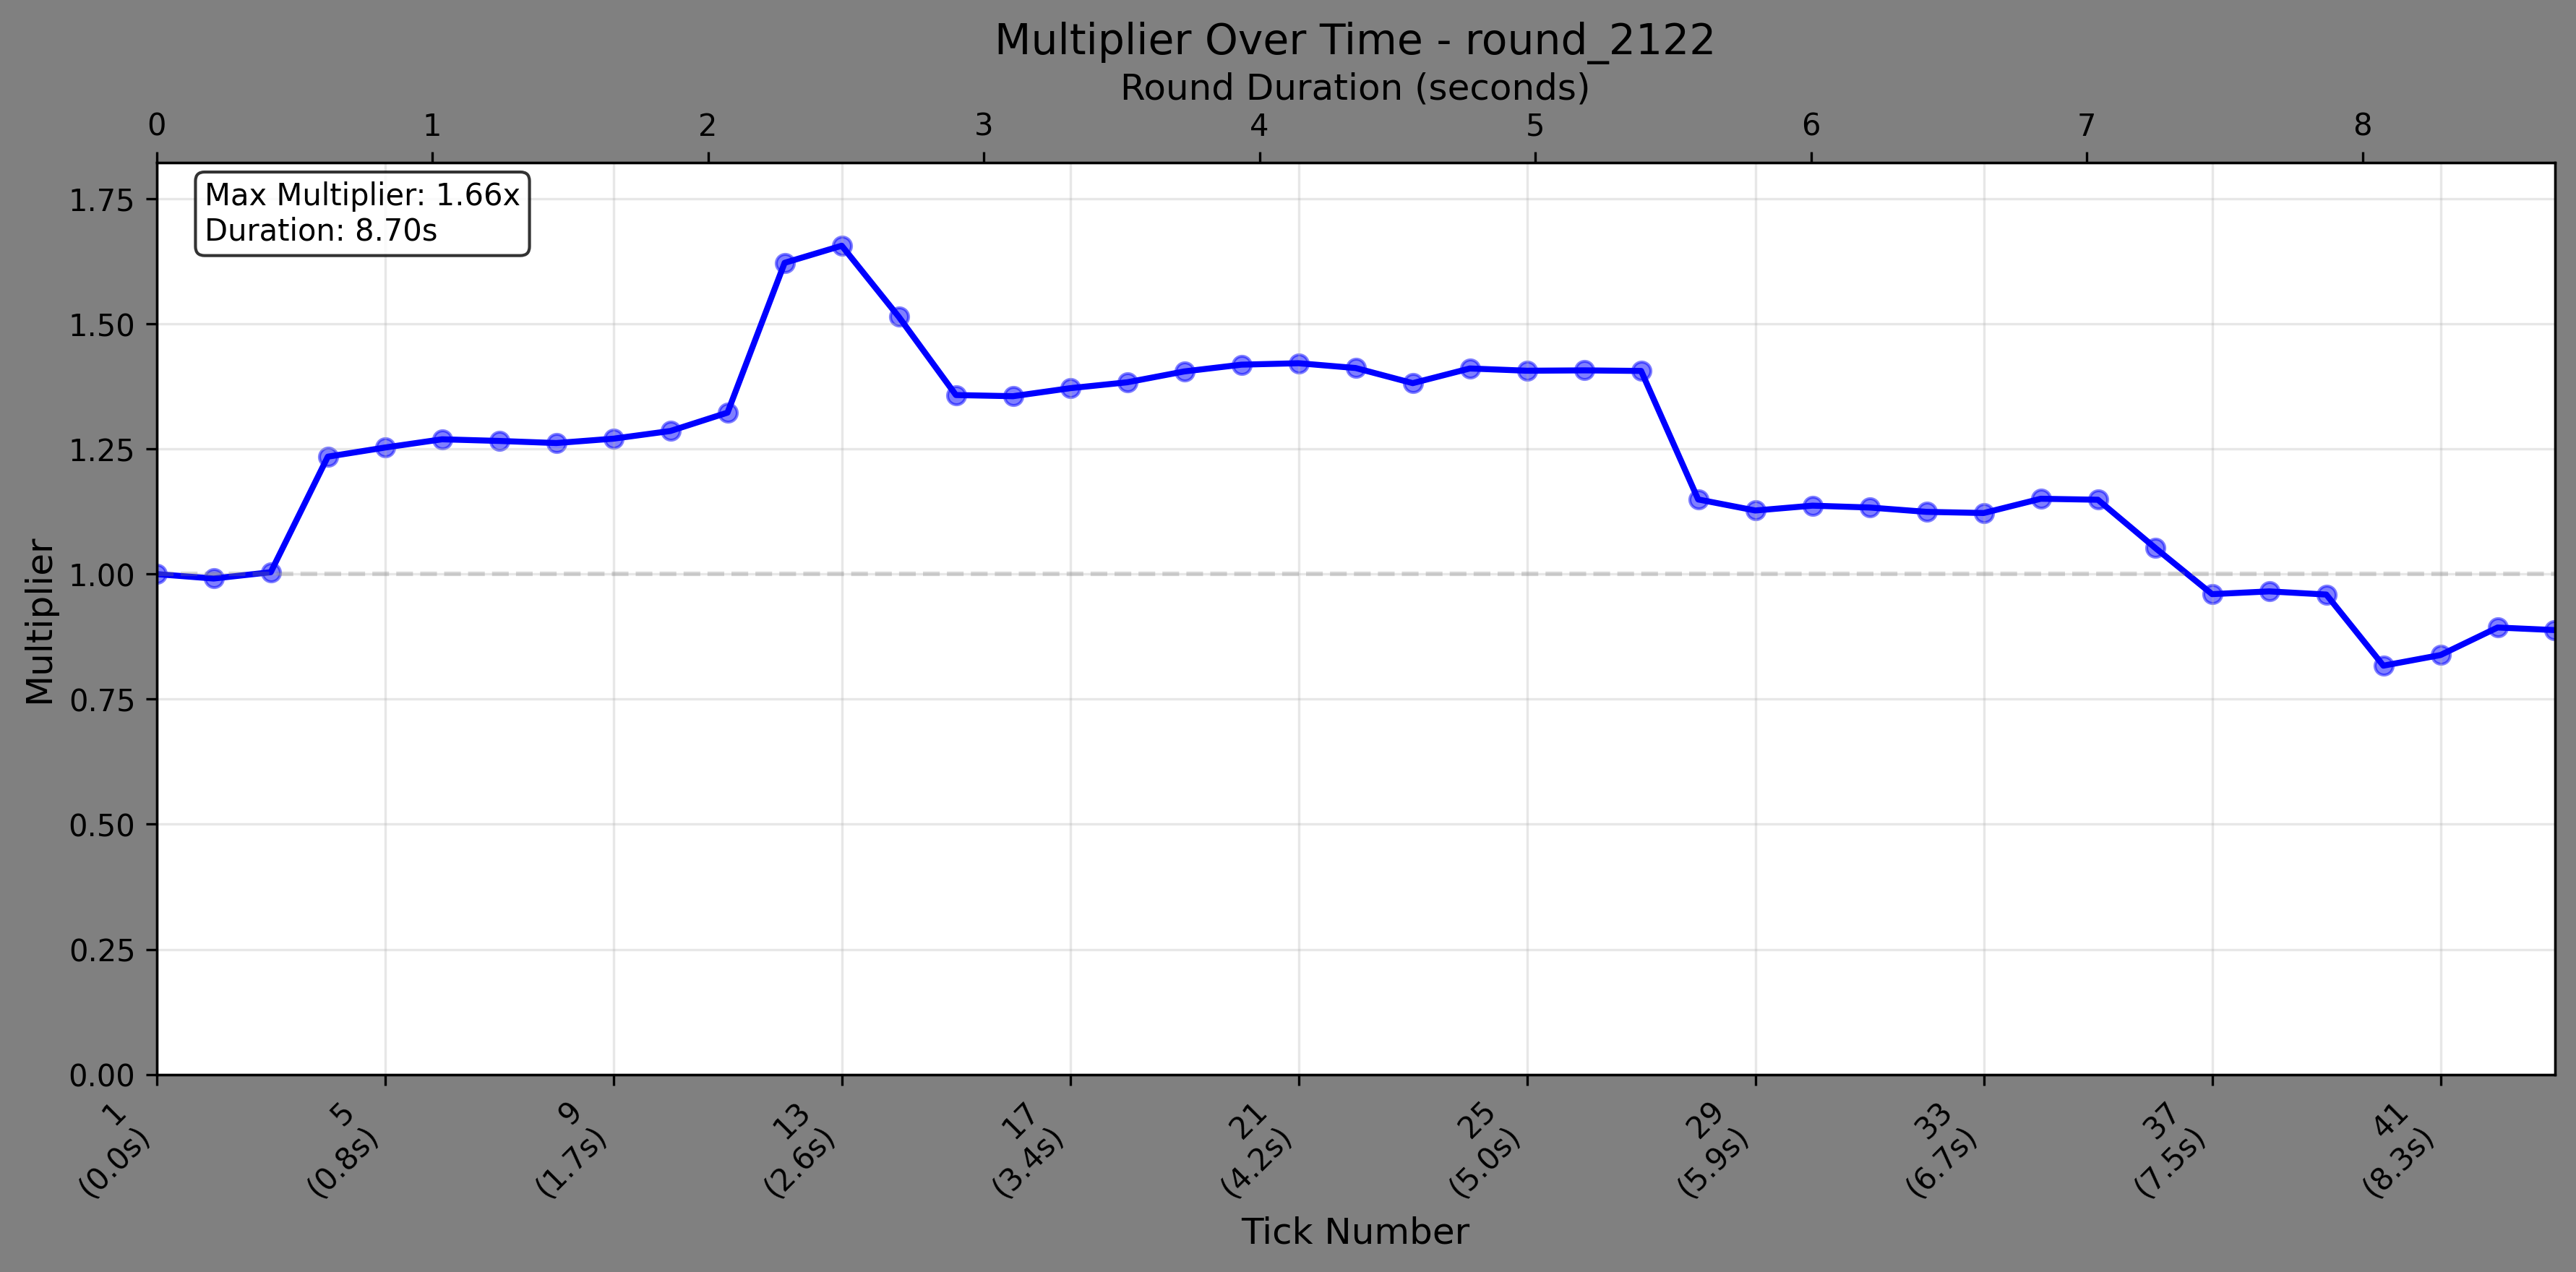 Multiplier Over Time - round_2122
Round Duration (seconds)
0 1 2 3 4 5 6 7 8
Max Multiplier: 1.66x
Duration: 8.70s
1.75
1.50
1.25
1.00
0.75
0.50
0.25
0.00
Multiplier
1
(0.0s)
5
(0.8s)
9
(1.7s)
13
(2.6s)
17
(3.4s)
21
(4.2s)
25
(5.0s)
29
(5.9s)
33
(6.7s)
37
(7.5s)
41
(8.3s)
Tick Number